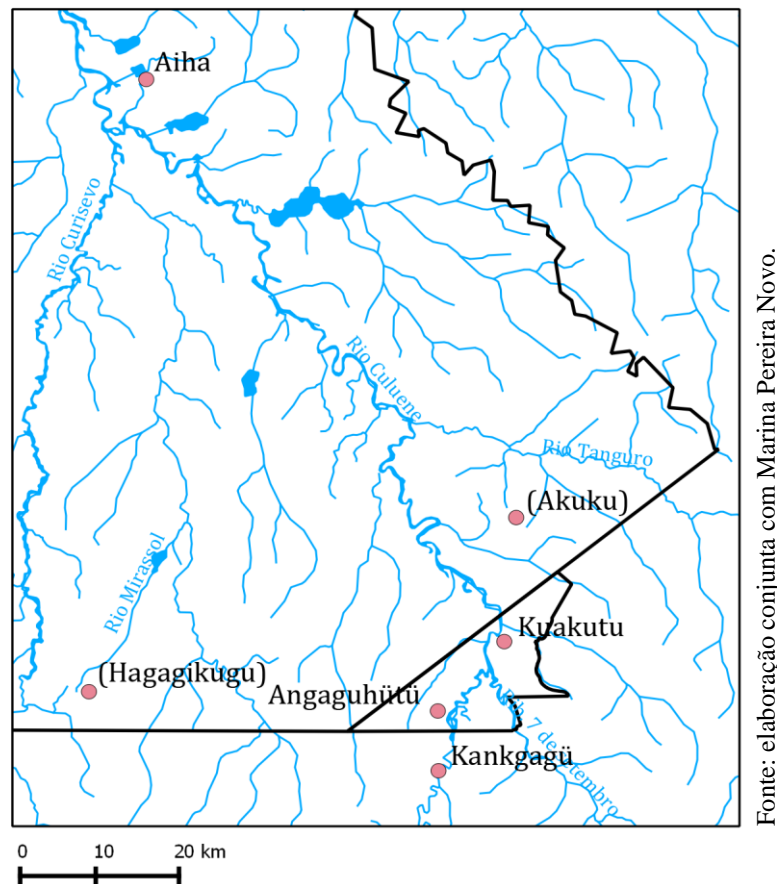 Aiha
Rio Curisevo
Rio Culuene
Rio Tanguro
(Akuku)
Rio Mirassol
Kuakutu
(Hagagikugu)
Angaguhütü
Rib. 7 de Setembro
Kankgagü
0 10 20 km
Fonte: elaboração conjunta com Marina Pereira Novo.